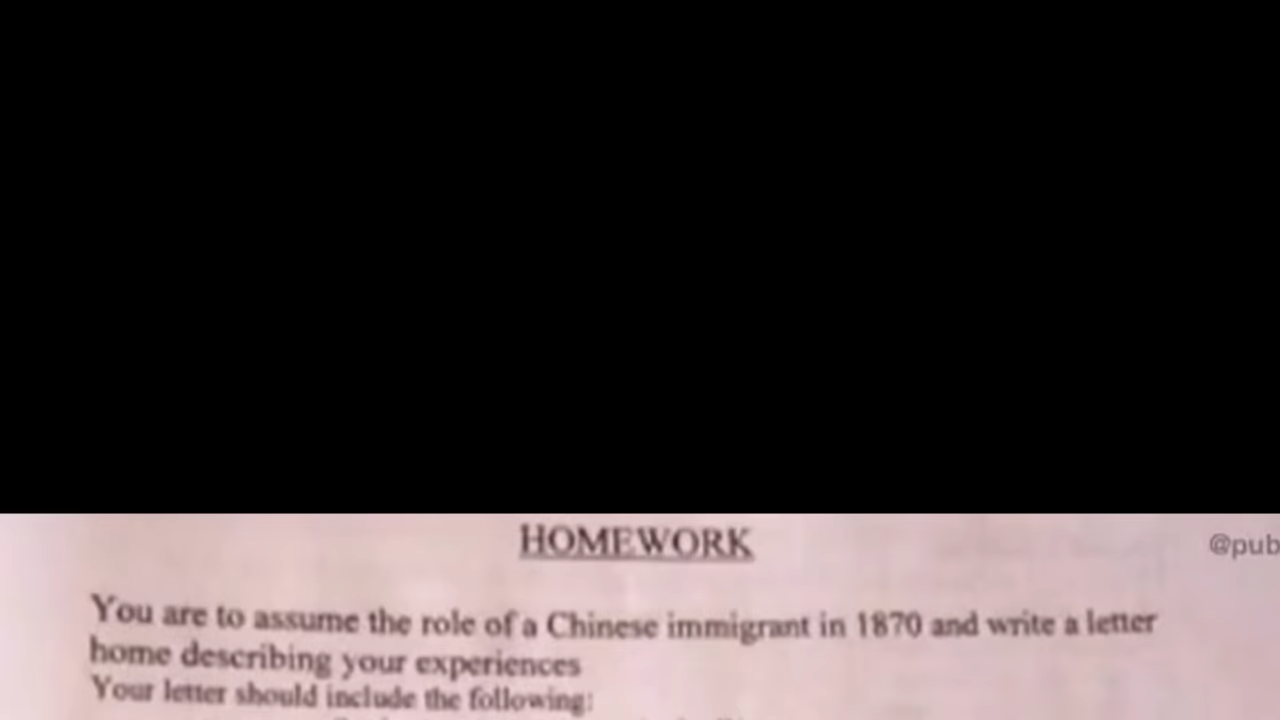 HOMEWORK
@pub
You are to assume the role of a Chinese immigrant in 1870 and write a letter
home describing your experiences
Your letter should include the following: